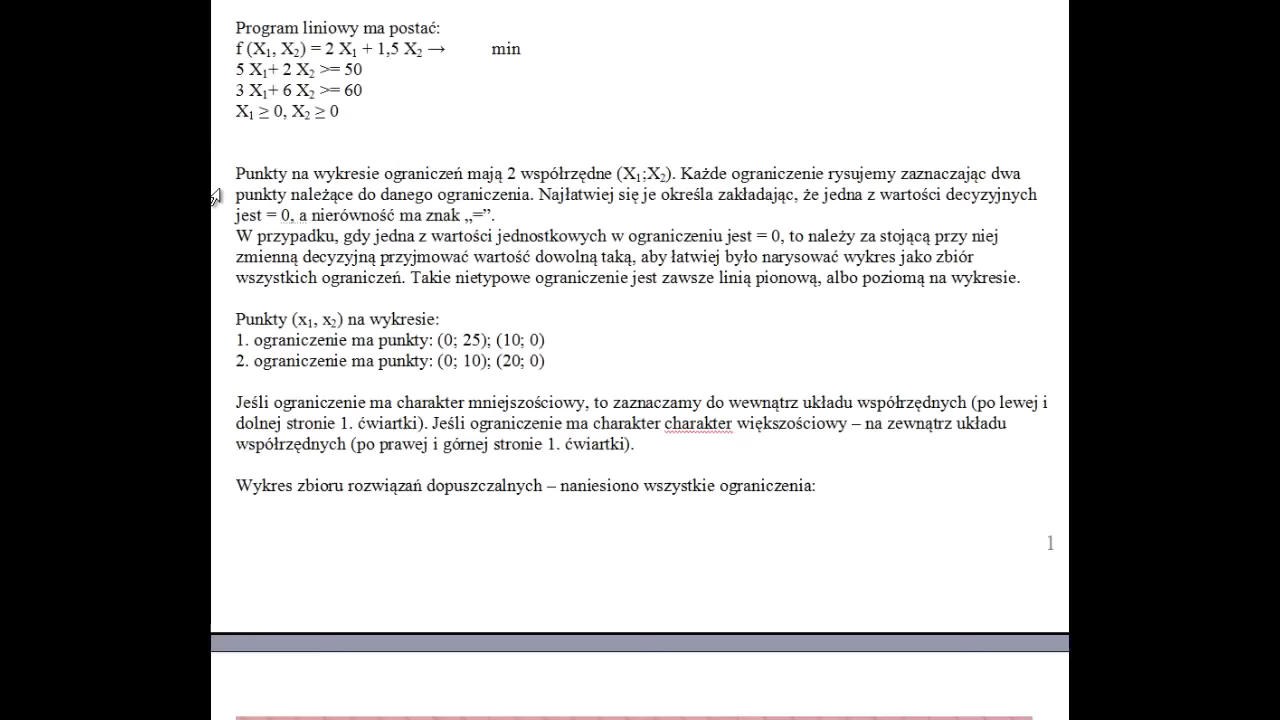 Program liniowy ma postać:
f (X₁, X₂) = 2 X₁ + 1,5 X₂ → min
5 X₁+ 2 X₂ >= 50
3 X₁+ 6 X₂ >= 60
X₁ ≥ 0, X₂ ≥ 0
Punkty na wykresie ograniczeń mają 2 współrzędne (X₁;X₂). Każde ograniczenie rysujemy zaznaczając dwa
punkty należące do danego ograniczenia. Najłatwiej się je określa zakładając, że jedna z wartości decyzyjnych
jest = 0, a nierówność ma znak „=”.
W przypadku, gdy jedna z wartości jednostkowych w ograniczeniu jest = 0, to należy za stojącą przy niej
zmienną decyzyjną przyjmować wartość dowolną taką, aby łatwiej było narysować wykres jako zbiór
wszystkich ograniczeń. Takie nietypowe ograniczenie jest zawsze linią pionową, albo poziomą na wykresie.
Punkty (x₁, x₂) na wykresie:
1. ograniczenie ma punkty: (0; 25); (10; 0)
2. ograniczenie ma punkty: (0; 10); (20; 0)
Jeśli ograniczenie ma charakter mniejszościowy, to zaznaczamy do wewnątrz układu współrzędnych (po lewej i
dolnej stronie 1. ćwiartki). Jeśli ograniczenie ma charakter charakter większościowy – na zewnątrz układu
współrzędnych (po prawej i górnej stronie 1. ćwiartki).
Wykres zbioru rozwiązań dopuszczalnych – naniesiono wszystkie ograniczenia:
1